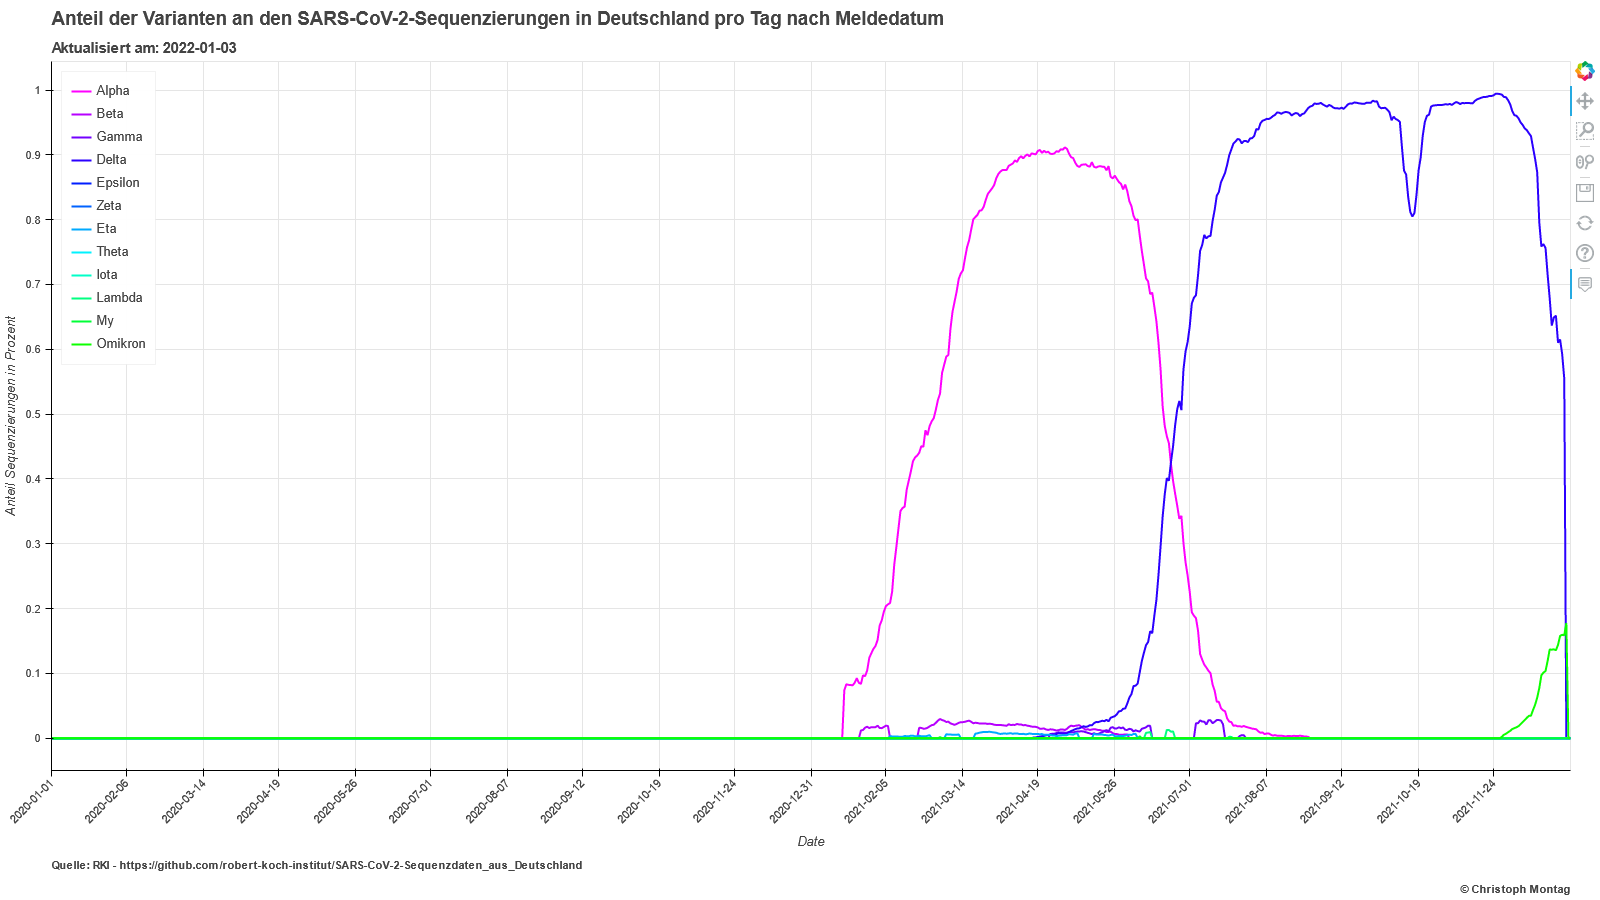 Anteil der Varianten an den SARS-CoV-2-Sequenzierungen in Deutschland pro Tag nach Meldedatum
Aktualisiert am: 2022-01-03
Alpha
Beta
Gamma
Delta
Epsilon
Zeta
Eta
Theta
Iota
Lambda
My
Omikron
1
0.9
0.8
0.7
0.6
0.5
0.4
0.3
0.2
0.1
0
Anteil Sequenzierungen in Prozent
2020-01-01
2020-02-06
2020-03-14
2020-04-19
2020-05-26
2020-07-01
2020-08-07
2020-09-12
2020-10-19
2020-11-24
2020-12-31
2021-02-05
2021-03-14
2021-04-19
2021-05-26
2021-07-01
2021-08-07
2021-09-12
2021-10-19
2021-11-24
Date
Quelle: RKI - https://github.com/robert-koch-institut/SARS-CoV-2-Sequenzdaten_aus_Deutschland
© Christoph Montag